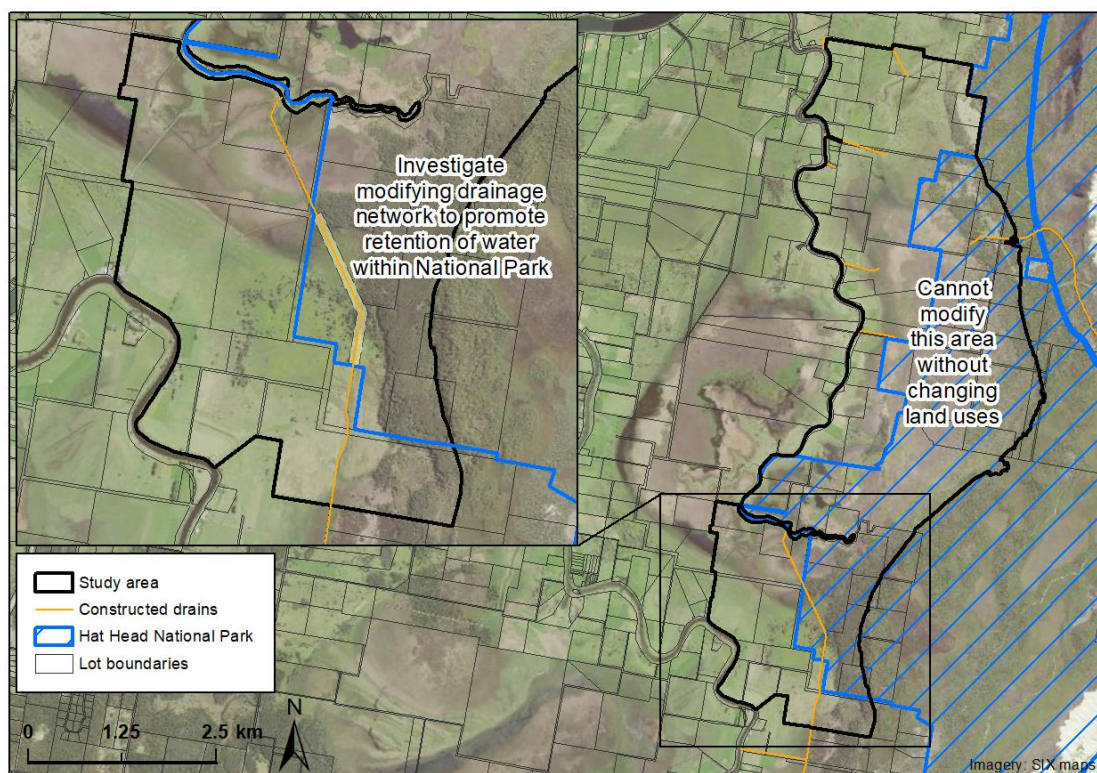 Investigate
modifying drainage
network to promote
retention of water
within National Park
Cannot
modify
this area
without
changing
land uses
Study area
Constructed drains
Hat Head National Park
Lot boundaries
0 1.25 2.5 km
N
Imagery: SIX maps